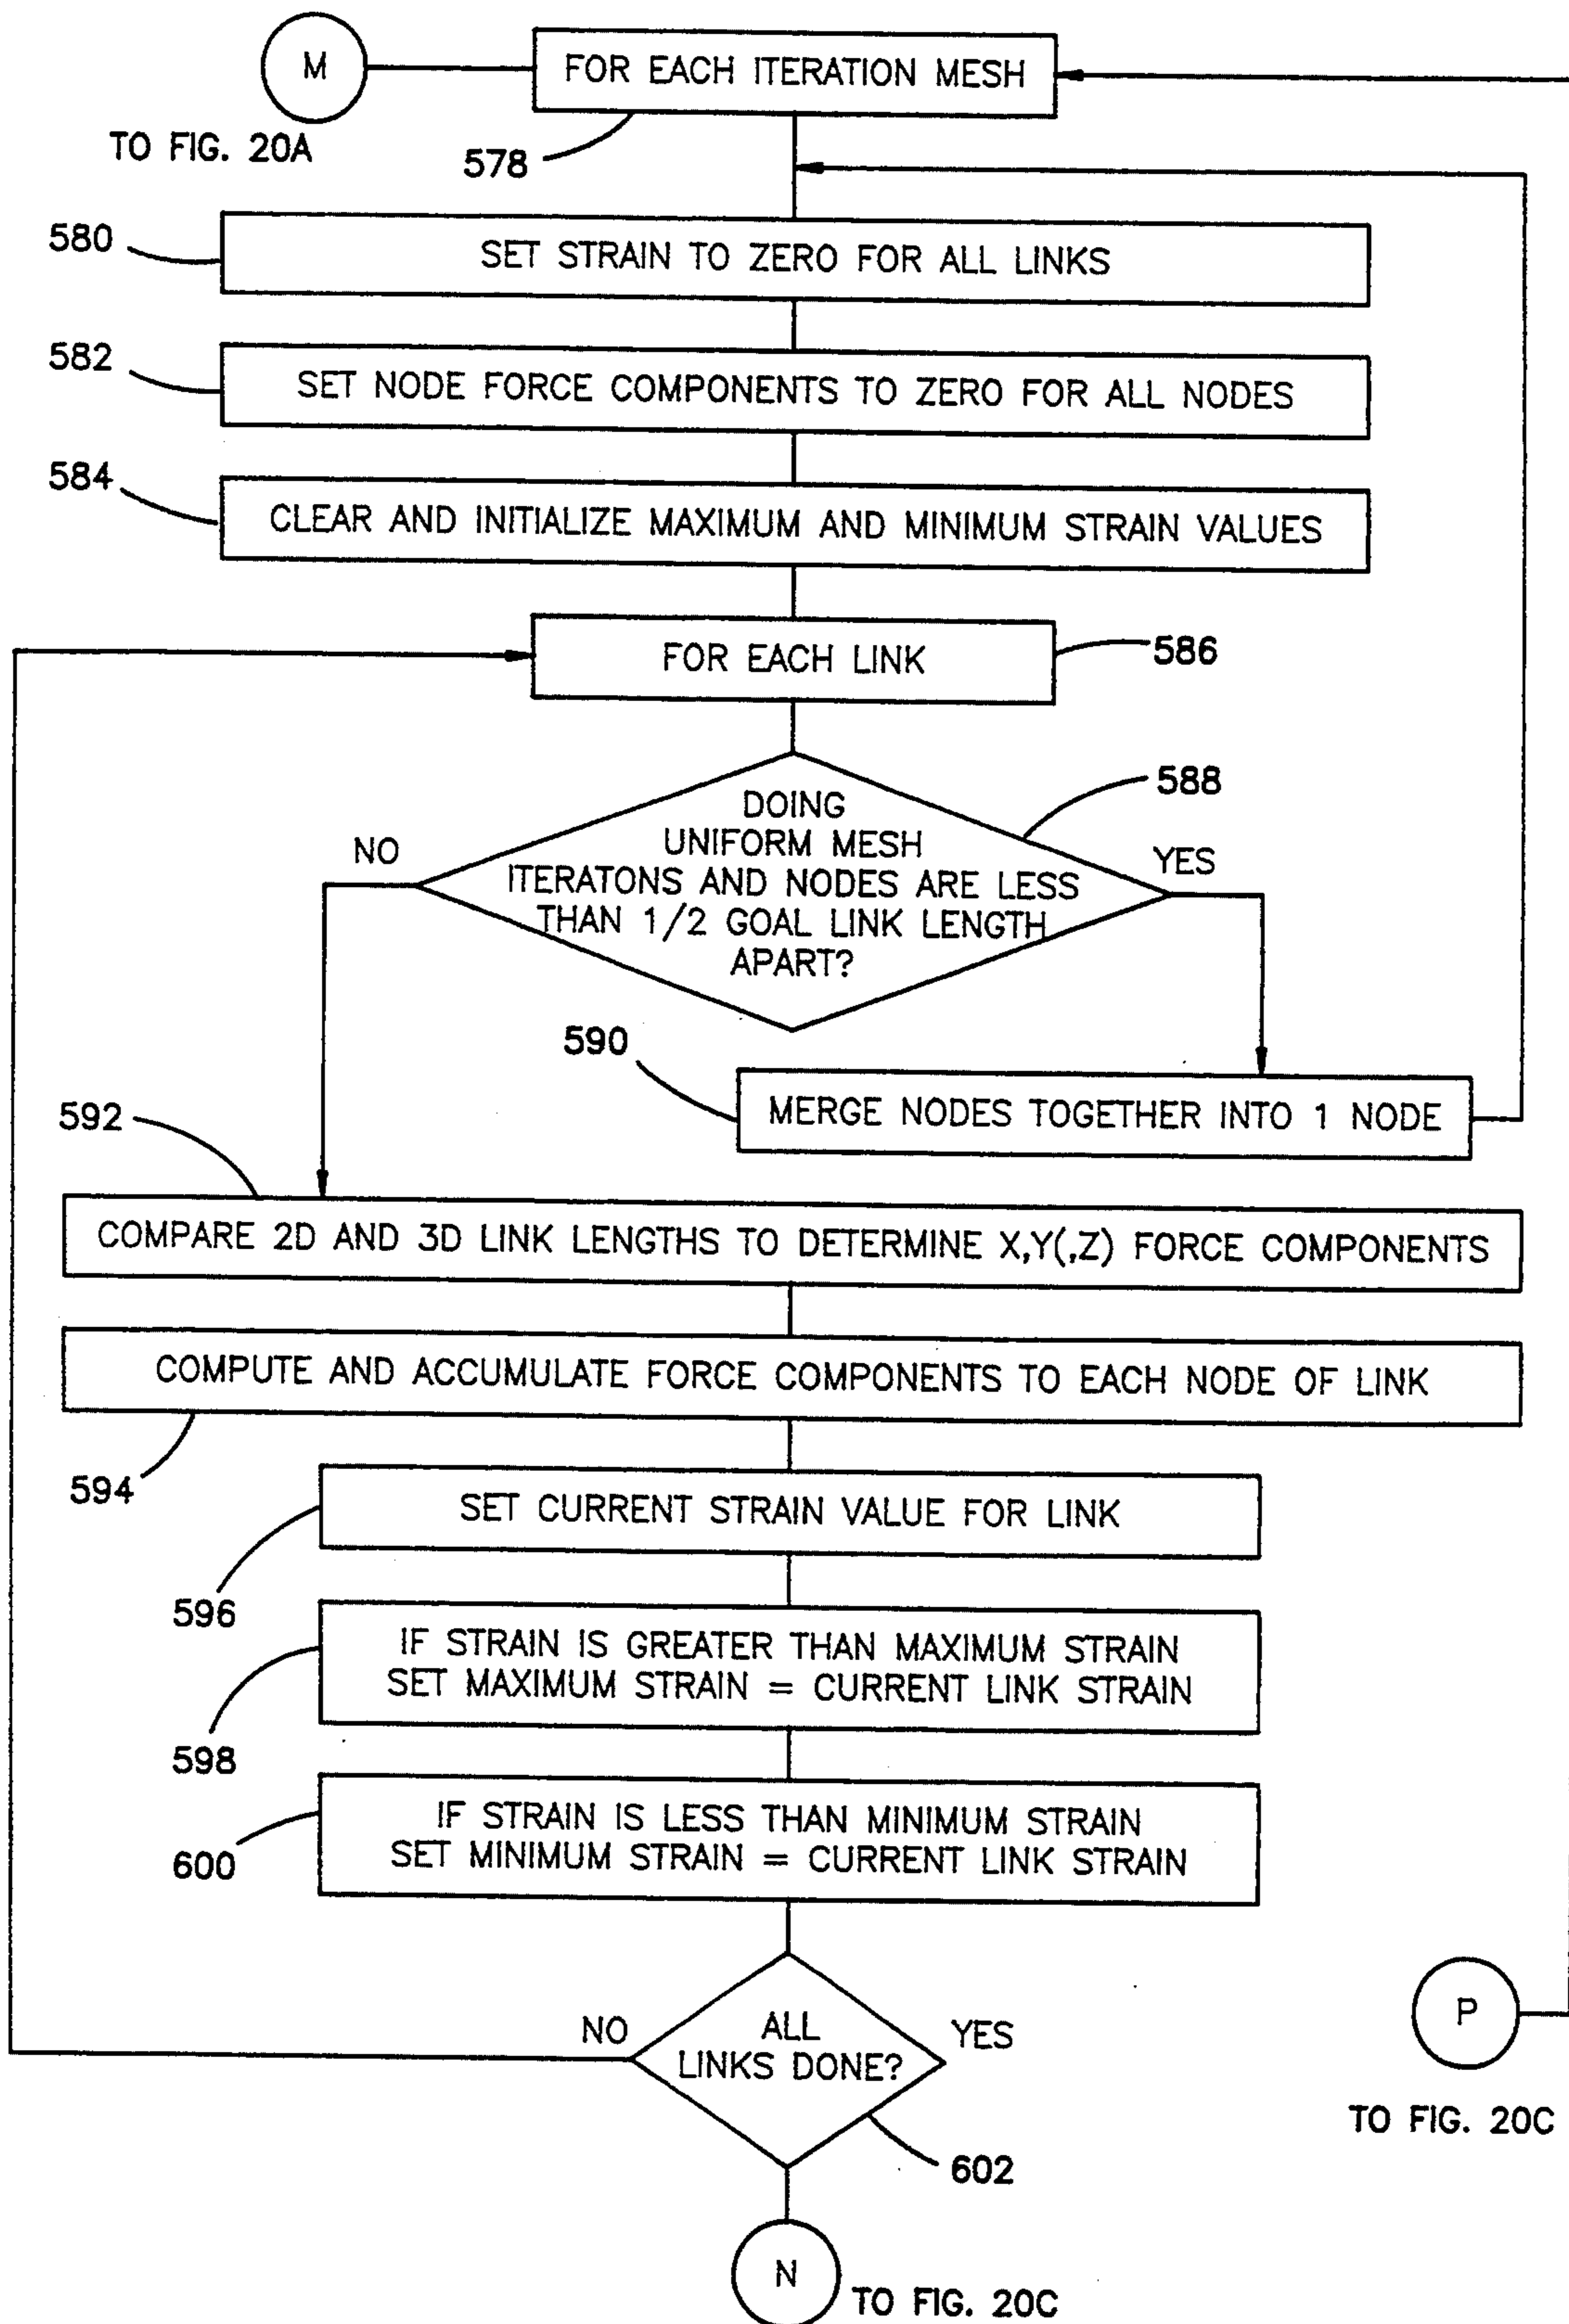 M
FOR EACH ITERATION MESH
TO FIG. 20A
578
580
SET STRAIN TO ZERO FOR ALL LINKS
582
SET NODE FORCE COMPONENTS TO ZERO FOR ALL NODES
584
CLEAR AND INITIALIZE MAXIMUM AND MINIMUM STRAIN VALUES
FOR EACH LINK
586
588
DOING
UNIFORM MESH
ITERATONS AND NODES ARE LESS
THAN 1/2 GOAL LINK LENGTH
APART?
NO
YES
590
MERGE NODES TOGETHER INTO 1 NODE
592
COMPARE 2D AND 3D LINK LENGTHS TO DETERMINE X,Y(,Z) FORCE COMPONENTS
COMPUTE AND ACCUMULATE FORCE COMPONENTS TO EACH NODE OF LINK
594
SET CURRENT STRAIN VALUE FOR LINK
596
IF STRAIN IS GREATER THAN MAXIMUM STRAIN
SET MAXIMUM STRAIN = CURRENT LINK STRAIN
598
IF STRAIN IS LESS THAN MINIMUM STRAIN
SET MINIMUM STRAIN = CURRENT LINK STRAIN
600
NO
ALL
LINKS DONE?
YES
P
TO FIG. 20C
602
N
TO FIG. 20C